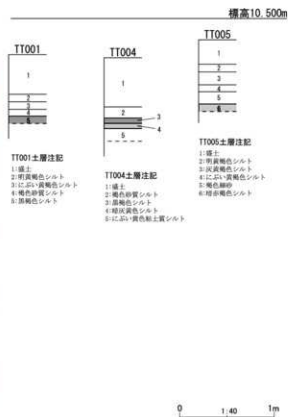 標高10.500m
TT001
1
2
3
4
5
TT004
1
2
3
4
5
TT005
1
2
3
4
5
6
TT001土層注記
1:盛土
2:明黄褐色シルト
3:にぶい黄褐色シルト
4:褐色砂質シルト
5:黒褐色シルト
TT004土層注記
1:盛土
2:褐色砂質シルト
3:黒褐色シルト
4:暗灰黄色シルト
5:にぶい黄色粘土質シルト
TT005土層注記
1:盛土
2:明黄褐色シルト
3:灰黄褐色シルト
4:にぶい黄褐色シルト
5:褐色細砂
6:暗赤褐色シルト
0 1:40 1m